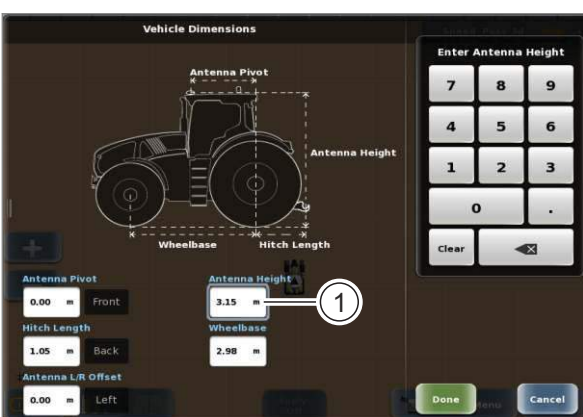 Vehicle Dimensions
Enter Antenna Height
Antenna Pivot
Antenna Height
Wheelbase
Hitch Length
7 8 9
4 5 6
1 2 3
0 .
Clear
Antenna Pivot
0.00 m Front
Antenna Height
3.15 m
1
Hitch Length
1.05 m Back
Wheelbase
2.98 m
Antenna L/R Offset
0.00 m Left
Menu
Done
Cancel